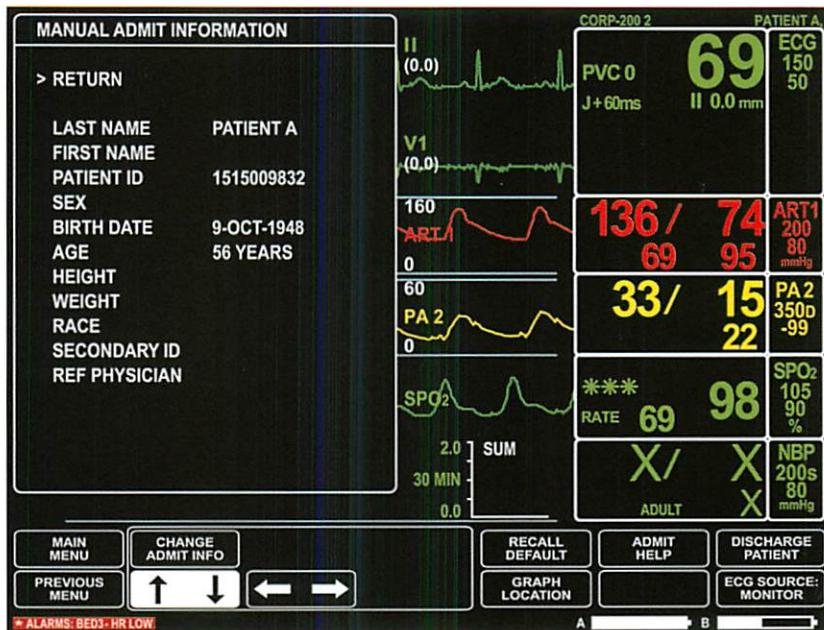 MANUAL ADMIT INFORMATION
> RETURN
LAST NAME PATIENT A
FIRST NAME
PATIENT ID 1515009832
SEX
BIRTH DATE 9-OCT-1948
AGE 56 YEARS
HEIGHT
WEIGHT
RACE
SECONDARY ID
REF PHYSICIAN
II
(0.0)
V1
(0.0)
160
ART 1
0
60
PA 2
0
SPO2
2.0 SUM
30 MIN
0.0
CORP-200 2 PATIENT A,
PVC 0 69
J+60ms II 0.0 mm
ECG
150
50
136/ 74
69 95
ART1
200
80
mmHg
33/ 15
22
PA 2
350D
-99
***
RATE 69 98
SPO2
105
90
%
X/ X
ADULT X
NBP
200s
80
mmHg
MAIN
MENU
CHANGE
ADMIT INFO
RECALL
DEFAULT
ADMIT
HELP
DISCHARGE
PATIENT
PREVIOUS
MENU
↑ ↓
← →
GRAPH
LOCATION
ECG SOURCE:
MONITOR
* ALARMS: BED3- HR LOW
A B